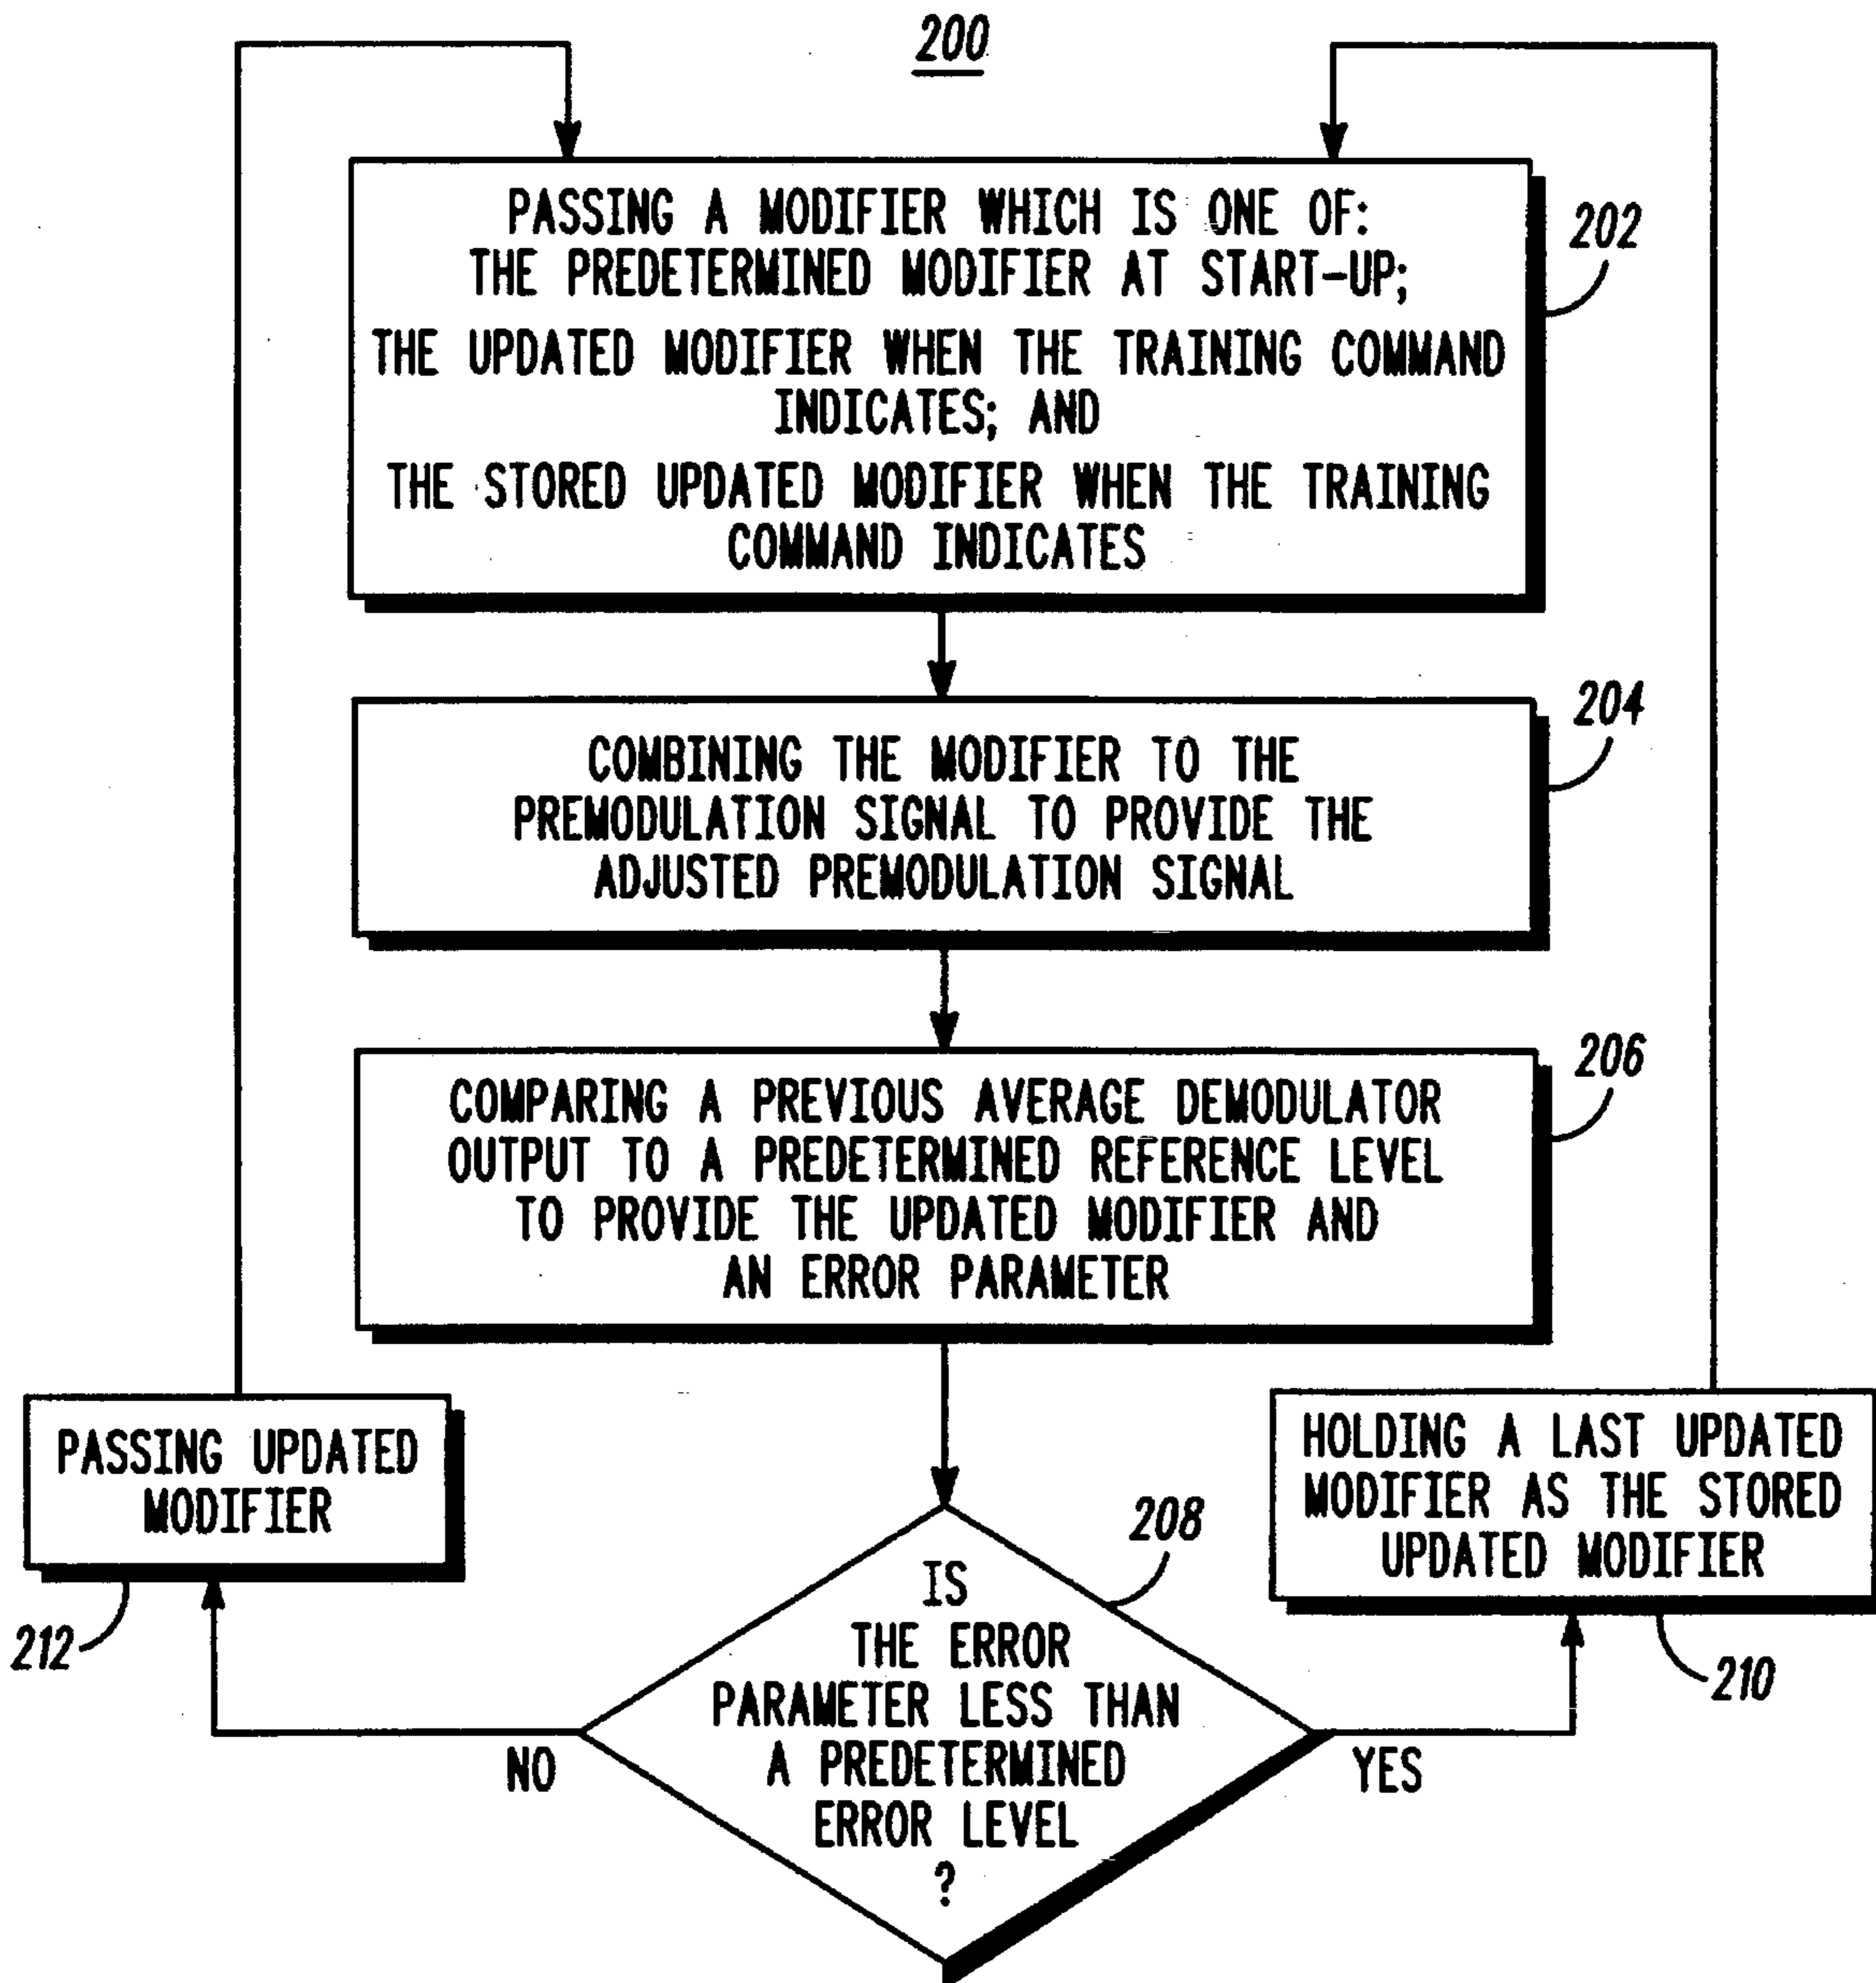 200
PASSING A MODIFIER WHICH IS ONE OF:
THE PREDETERMINED MODIFIER AT START-UP;
THE UPDATED MODIFIER WHEN THE TRAINING COMMAND
INDICATES; AND
THE STORED UPDATED MODIFIER WHEN THE TRAINING
COMMAND INDICATES
202
COMBINING THE MODIFIER TO THE
PREMODULATION SIGNAL TO PROVIDE THE
ADJUSTED PREMODULATION SIGNAL
204
COMPARING A PREVIOUS AVERAGE DEMODULATOR
OUTPUT TO A PREDETERMINED REFERENCE LEVEL
TO PROVIDE THE UPDATED MODIFIER AND
AN ERROR PARAMETER
206
PASSING UPDATED
MODIFIER
212
HOLDING A LAST UPDATED
MODIFIER AS THE STORED
UPDATED MODIFIER
210
IS
THE ERROR
PARAMETER LESS THAN
A PREDETERMINED
ERROR LEVEL
?
208
NO
YES